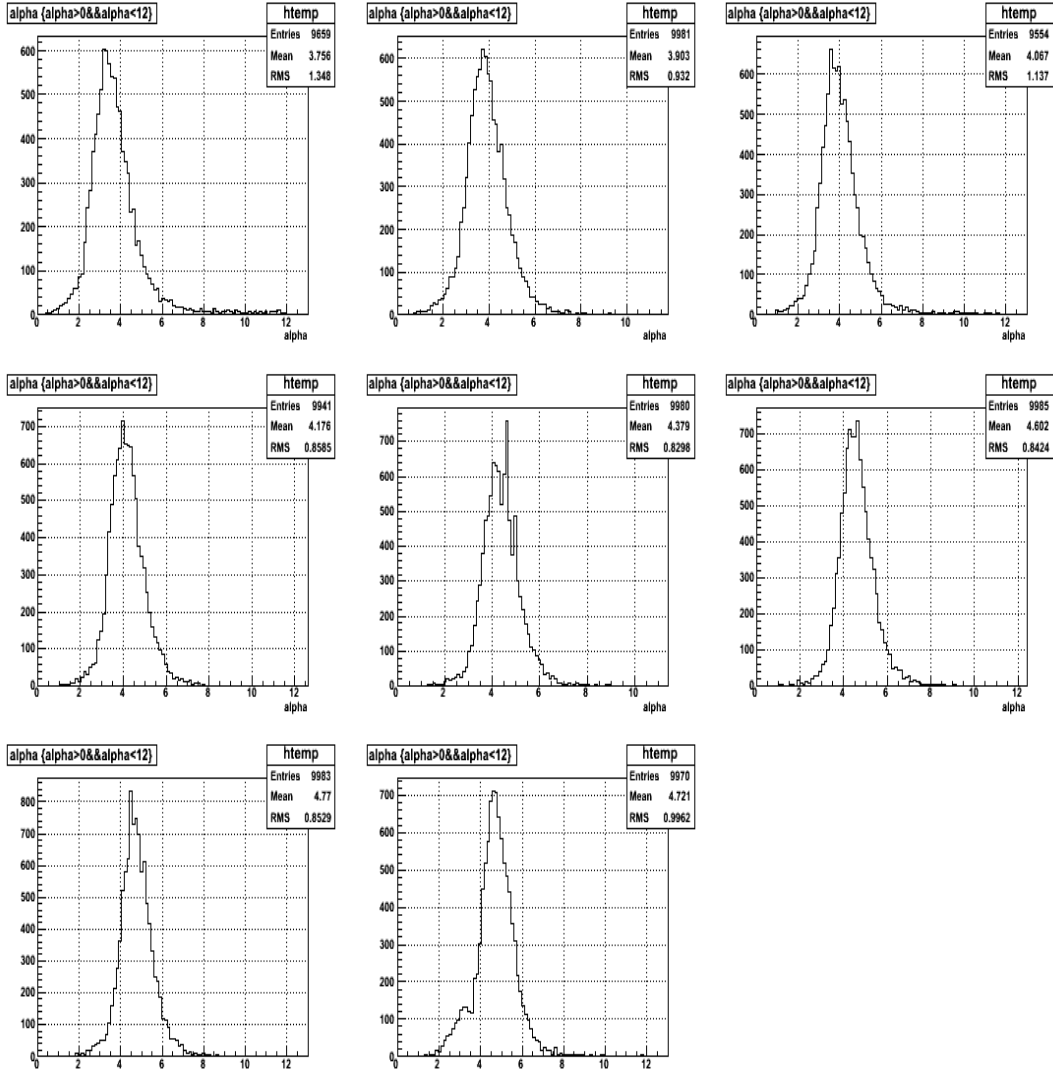 alpha {alpha>0&&alpha<12}
htemp
Entries 9659
Mean 3.756
RMS 1.348
600
500
400
300
200
100
0
0 2 4 6 8 10 12
alpha
alpha {alpha>0&&alpha<12}
htemp
Entries 9981
Mean 3.903
RMS 0.932
600
500
400
300
200
100
0
0 2 4 6 8 10
alpha
alpha {alpha>0&&alpha<12}
htemp
Entries 9554
Mean 4.067
RMS 1.137
600
500
400
300
200
100
0
0 2 4 6 8 10 12
alpha
alpha {alpha>0&&alpha<12}
htemp
Entries 9941
Mean 4.176
RMS 0.8585
700
600
500
400
300
200
100
0
0 2 4 6 8 10 12
alpha
alpha {alpha>0&&alpha<12}
htemp
Entries 9980
Mean 4.379
RMS 0.8298
700
600
500
400
300
200
100
0
0 2 4 6 8 10
alpha
alpha {alpha>0&&alpha<12}
htemp
Entries 9985
Mean 4.602
RMS 0.8424
700
600
500
400
300
200
100
0
0 2 4 6 8 10 12
alpha
alpha {alpha>0&&alpha<12}
htemp
Entries 9983
Mean 4.77
RMS 0.8529
800
700
600
500
400
300
200
100
0
0 2 4 6 8 10 12
alpha {alpha>0&&alpha<12}
htemp
Entries 9970
Mean 4.721
RMS 0.9962
700
600
500
400
300
200
100
0
0 2 4 6 8 10 12